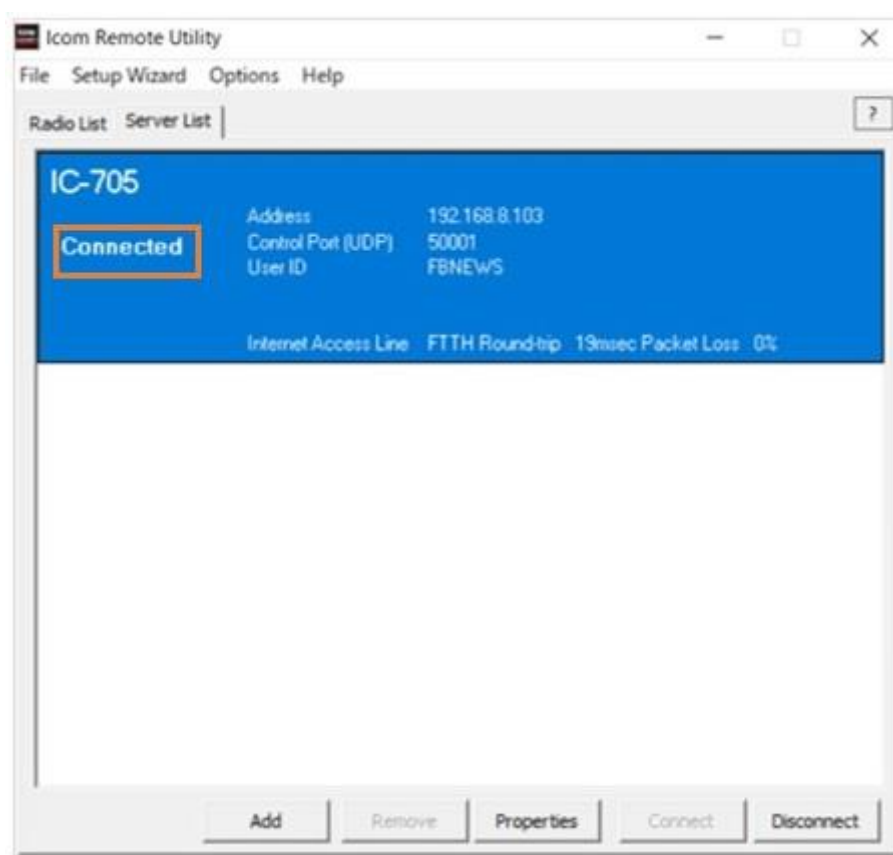 Icom Remote Utility
File Setup Wizard Options Help
Radio List Server List ?
IC-705
Address 192.168.8.103
Connected Control Port (UDP) 50001
User ID FBNEWS
Internet Access Line FTTH Round-trip 19msec Packet Loss 0%
Add Remove Properties Connect Disconnect